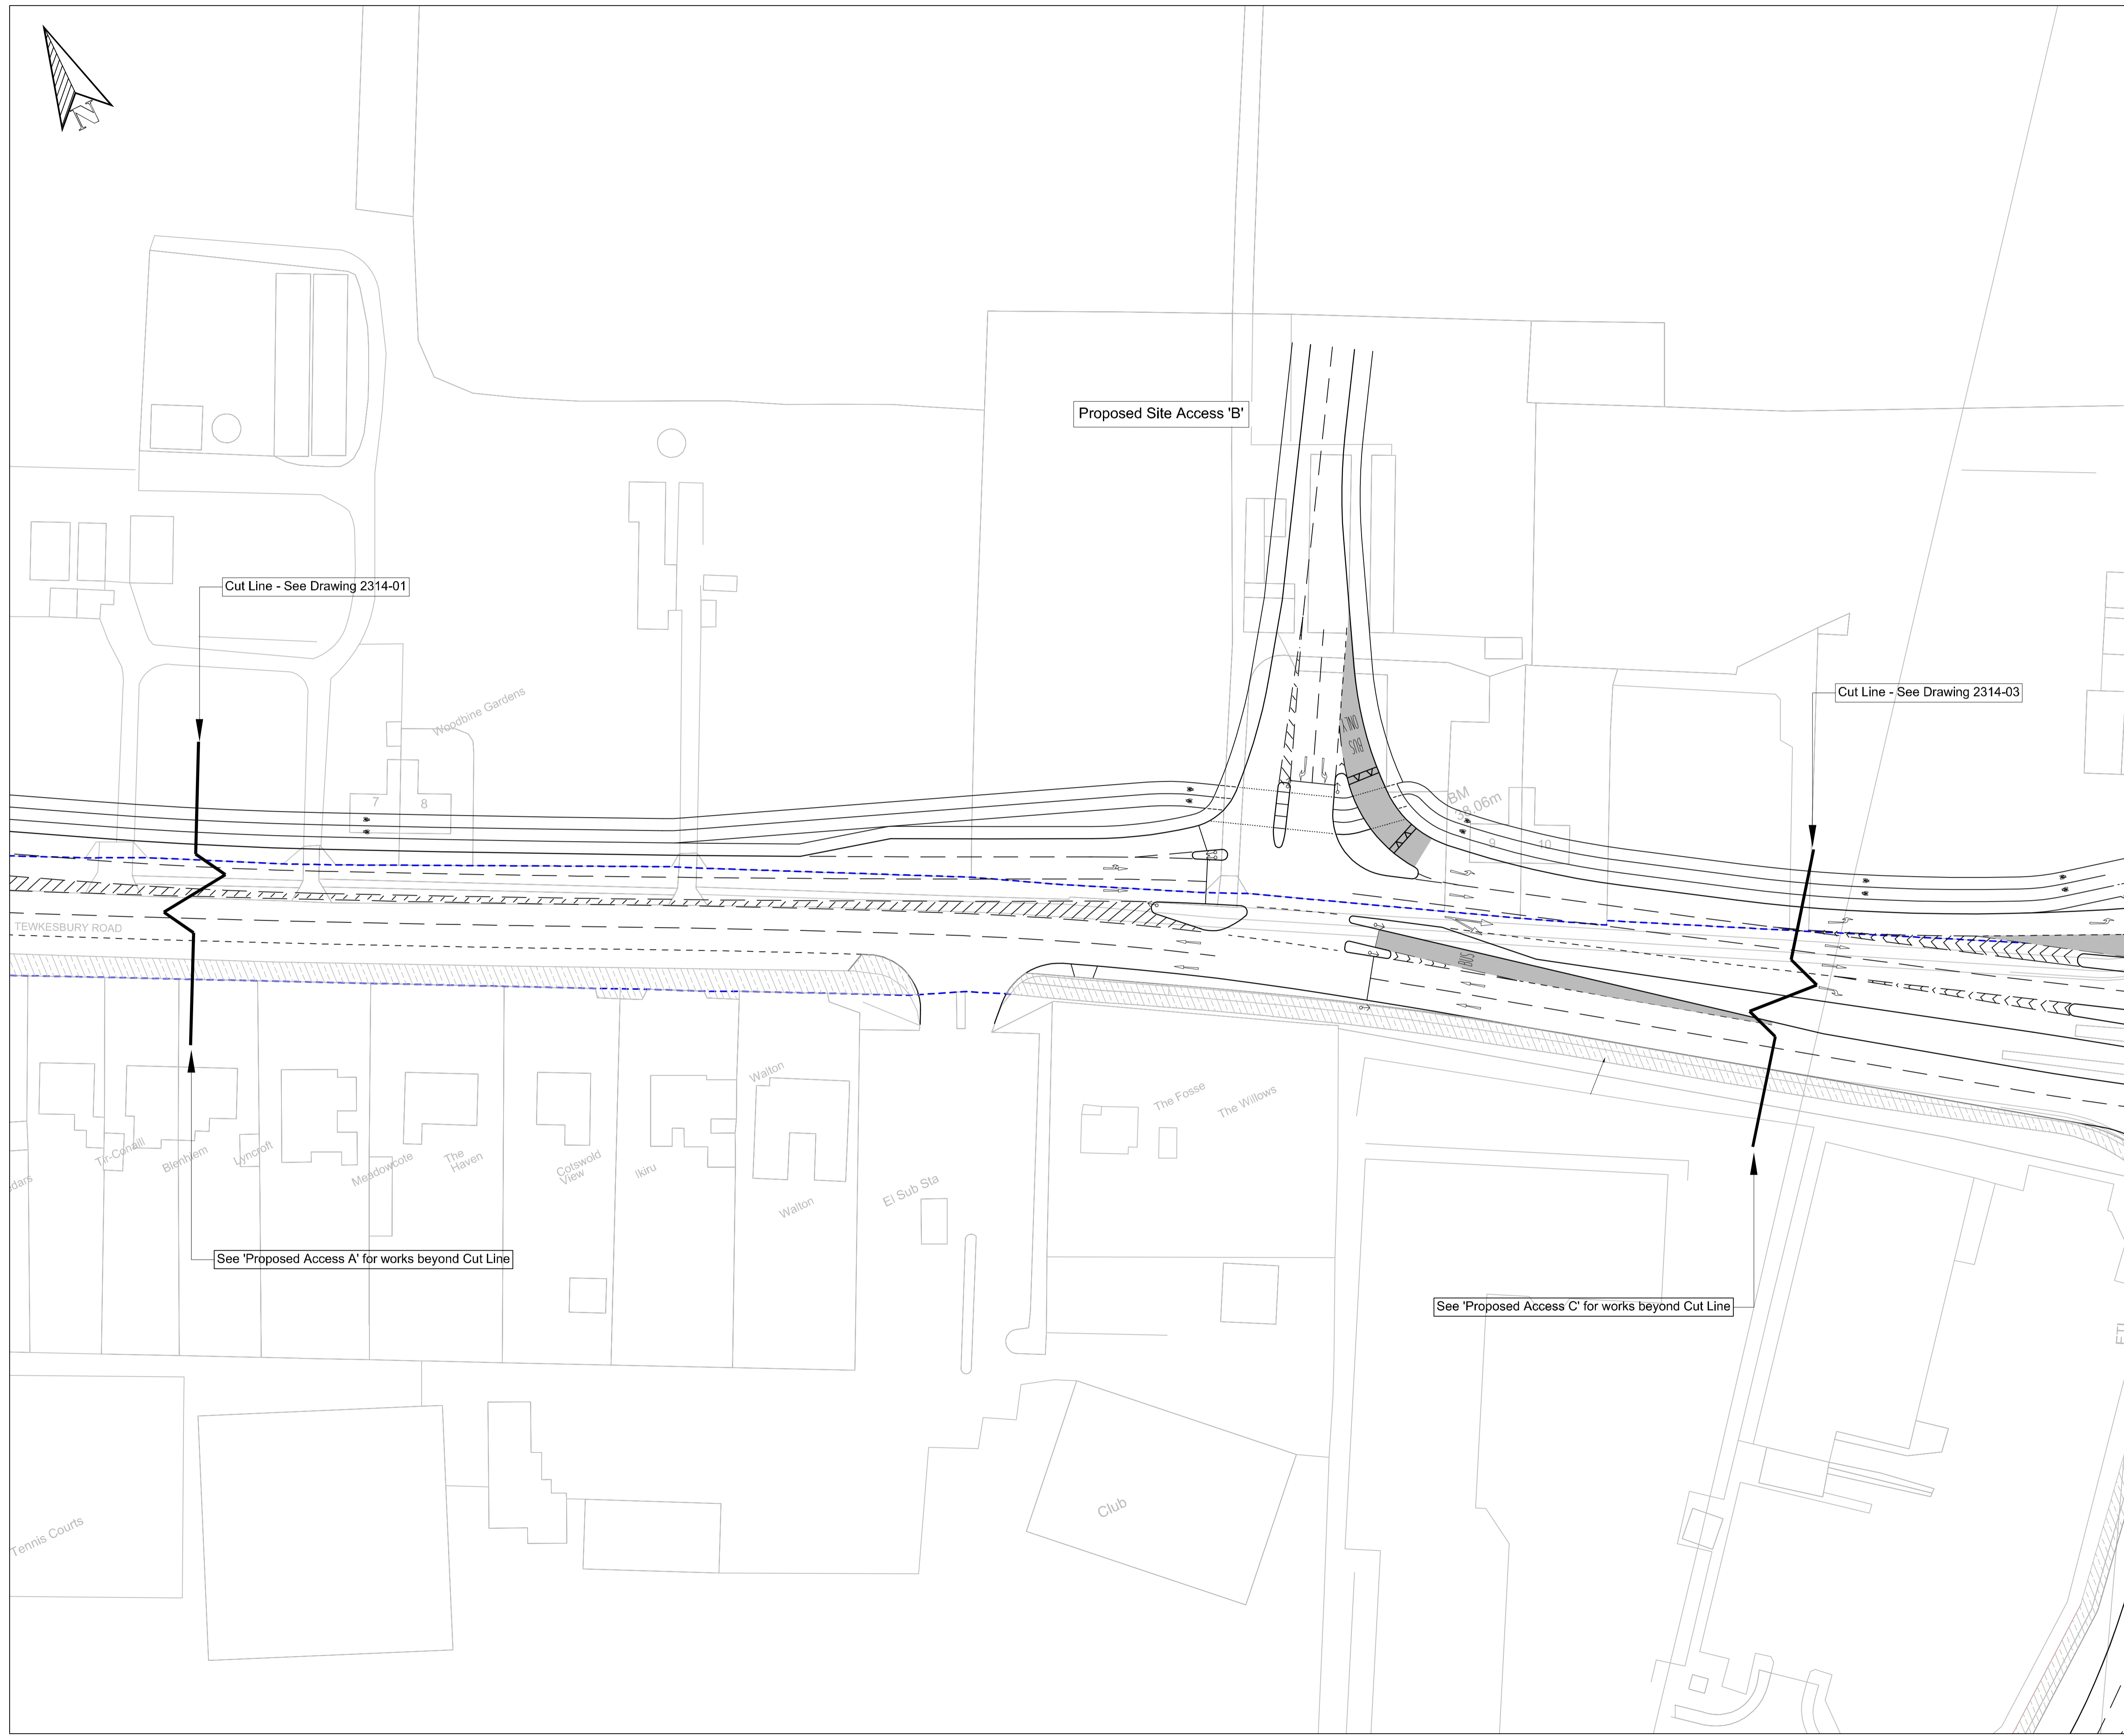 N
Proposed Site Access 'B'
Cut Line - See Drawing 2314-01
Cut Line - See Drawing 2314-03
Woodbine Gardens
BUS
ONLY
7
8
BM
58.06m
9
10
TEWKESBURY ROAD
BUS
Tir-Conaill
Blenhiem
Lyncroft
Meadowcote
The
Haven
Cotswold
View
Ikiru
Walton
Walton
El Sub Sta
The Fosse
The Willows
See 'Proposed Access A' for works beyond Cut Line
See 'Proposed Access C' for works beyond Cut Line
Club
Tennis Courts